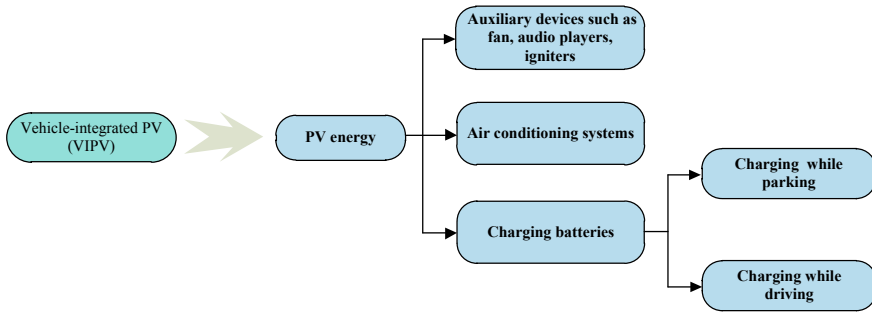 Vehicle-integrated PV
(VIPV)
PV energy
Auxiliary devices such as
fan, audio players,
igniters
Air conditioning systems
Charging batteries
Charging while
parking
Charging while
driving